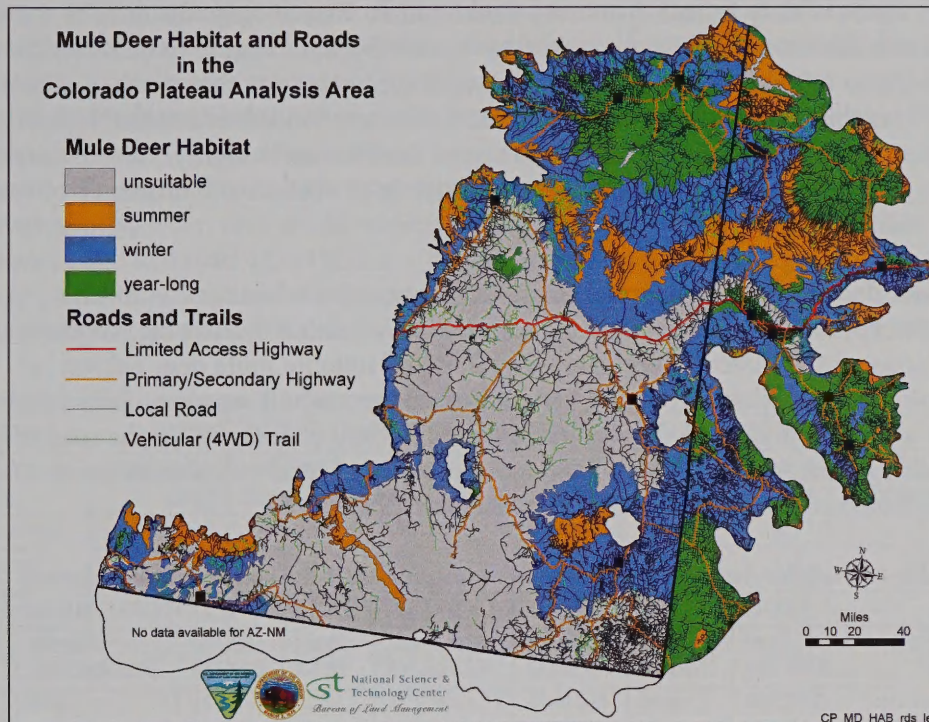 Mule Deer Habitat and Roads
in the
Colorado Plateau Analysis Area
Mule Deer Habitat
unsuitable
summer
winter
year-long
Roads and Trails
Limited Access Highway
Primary/Secondary Highway
Local Road
Vehicular (4WD) Trail
N
W E
S
Miles
0 10 20 40
No data available for AZ-NM
st National Science &
Technology Center
Bureau of Land Management
CP_MD_HAB_rds_le